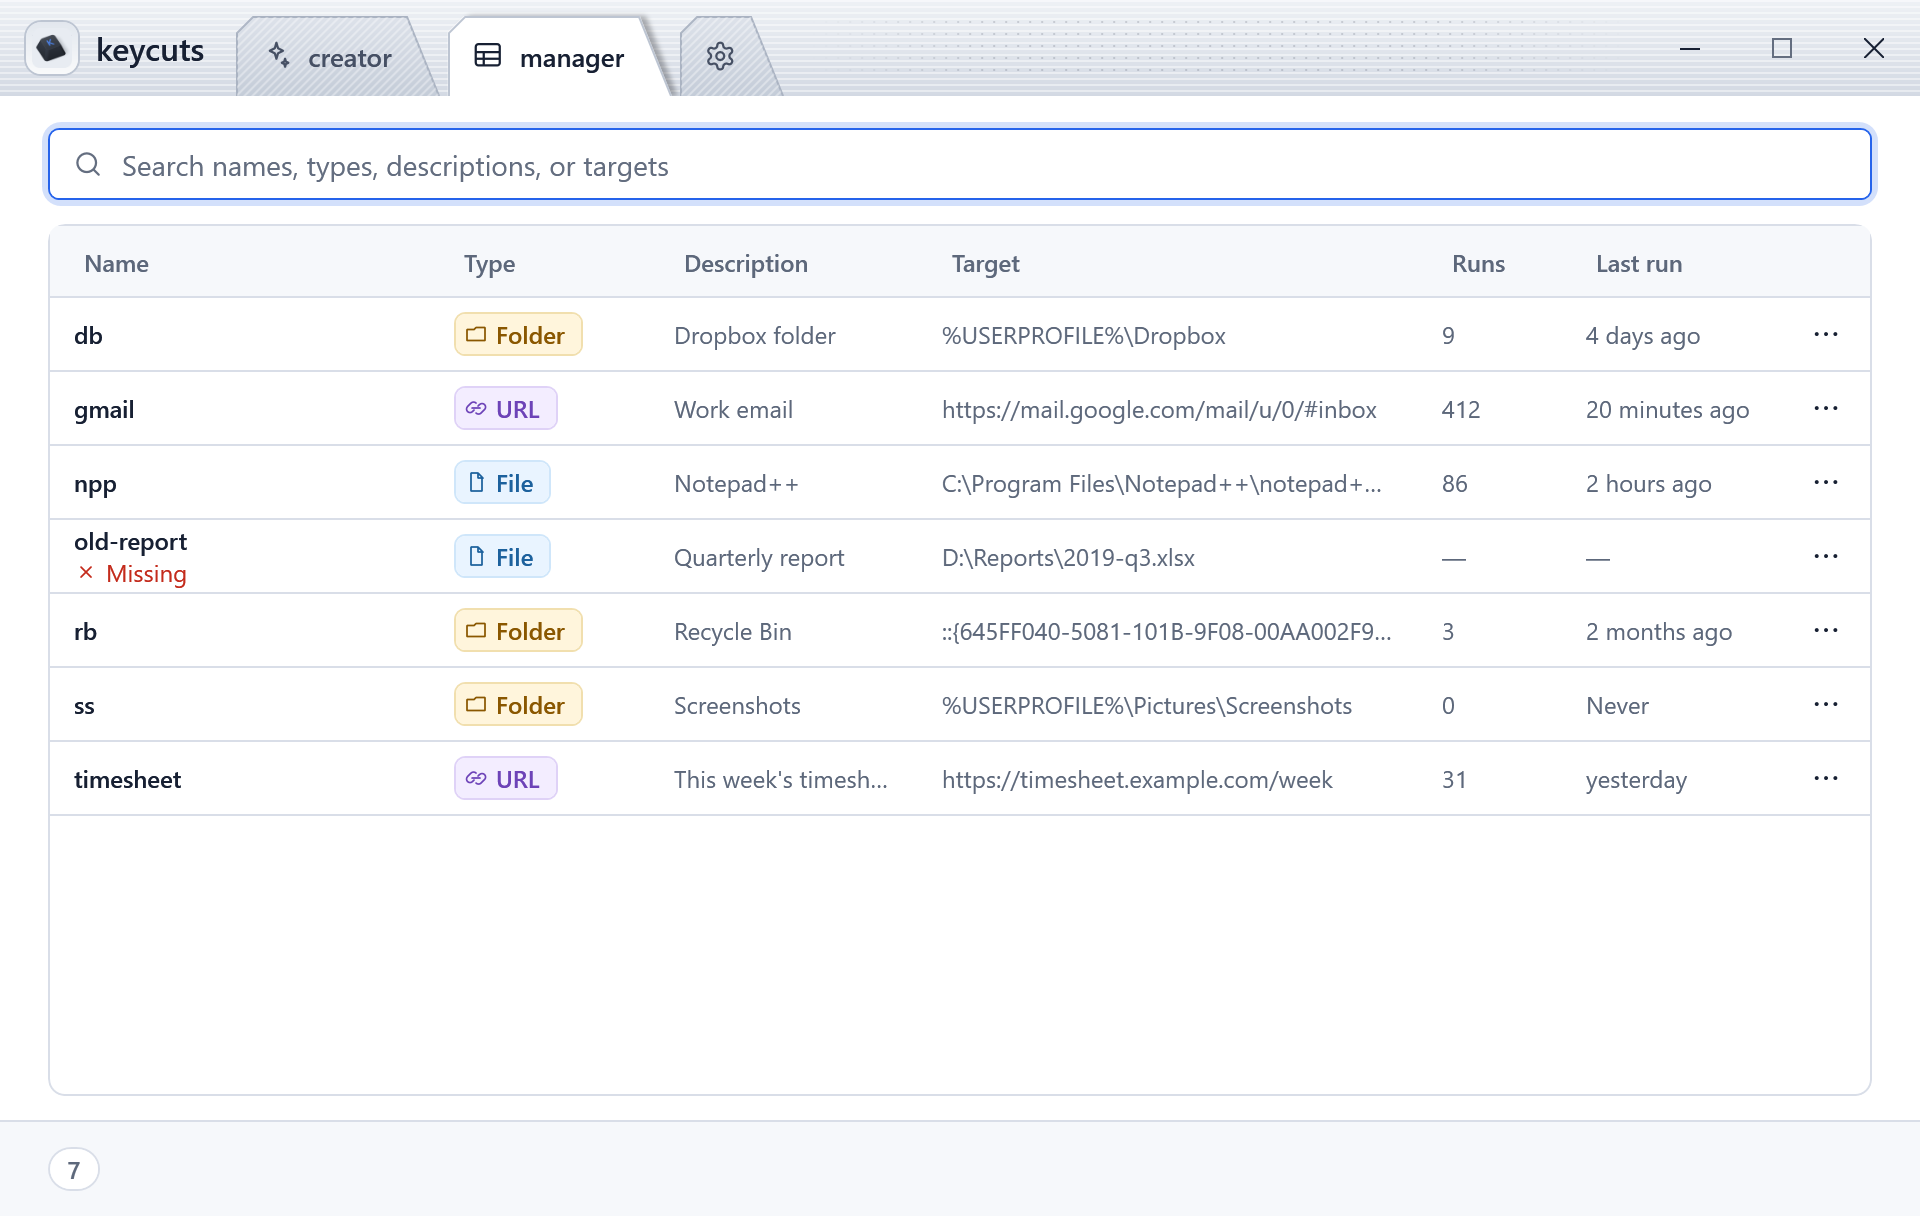 keycuts
creator
manager
Search names, types, descriptions, or targets
Name Type Description Target Runs Last run
db Folder Dropbox folder %USERPROFILE%\Dropbox 9 4 days ago
gmail URL Work email https://mail.google.com/mail/u/0/#inbox 412 20 minutes ago
npp File Notepad++ C:\Program Files\Notepad++\notepad+... 86 2 hours ago
old-report File Quarterly report D:\Reports\2019-q3.xlsx — —
Missing
rb Folder Recycle Bin ::{645FF040-5081-101B-9F08-00AA002F9... 3 2 months ago
ss Folder Screenshots %USERPROFILE%\Pictures\Screenshots 0 Never
timesheet URL This week's timesh... https://timesheet.example.com/week 31 yesterday
7